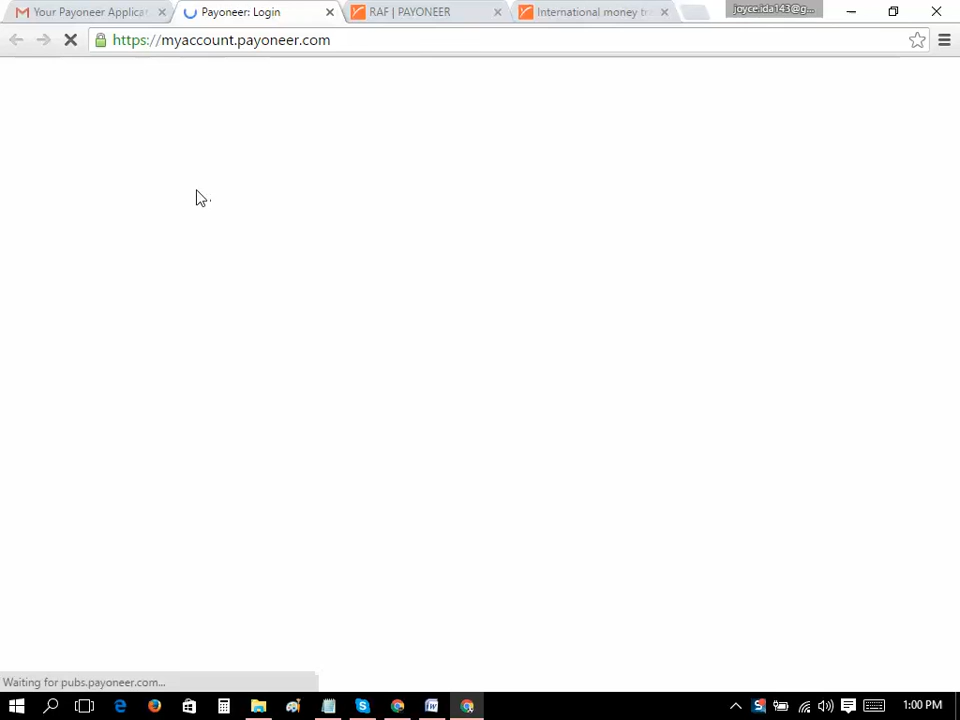 Your Payoneer Applica
Payoneer: Login
RAF | PAYONEER
International money tra
joyce.ida143@g...
https://myaccount.payoneer.com
Waiting for pubs.payoneer.com...
1:00 PM